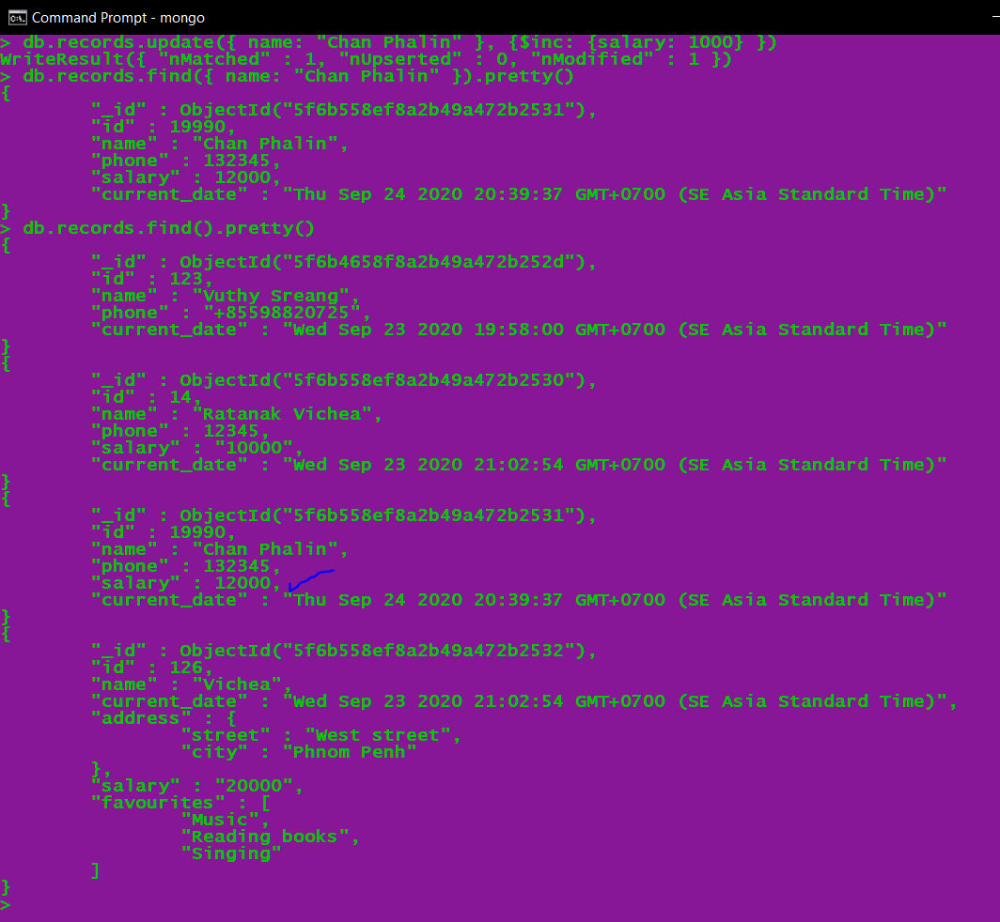 Command Prompt - mongo
> db.records.update({ name: "Chan Phalin" }, {$inc: {salary: 1000} })
WriteResult({ "nMatched" : 1, "nUpserted" : 0, "nModified" : 1 })
> db.records.find({ name: "Chan Phalin" }).pretty()
{
"_id" : ObjectId("5f6b558ef8a2b49a472b2531"),
"id" : 19990,
"name" : "Chan Phalin",
"phone" : 132345,
"salary" : 12000,
"current_date" : "Thu Sep 24 2020 20:39:37 GMT+0700 (SE Asia Standard Time)"
}
> db.records.find().pretty()
{
"_id" : ObjectId("5f6b4658f8a2b49a472b252d"),
"id" : 123,
"name" : "Vuthy Sreang",
"phone" : "+85598820725",
"current_date" : "Wed Sep 23 2020 19:58:00 GMT+0700 (SE Asia Standard Time)"
}
{
"_id" : ObjectId("5f6b558ef8a2b49a472b2530"),
"id" : 14,
"name" : "Ratanak Vichea",
"phone" : 12345,
"salary" : "10000",
"current_date" : "Wed Sep 23 2020 21:02:54 GMT+0700 (SE Asia Standard Time)"
}
{
"_id" : ObjectId("5f6b558ef8a2b49a472b2531"),
"id" : 19990,
"name" : "Chan Phalin",
"phone" : 132345,
"salary" : 12000,
"current_date" : "Thu Sep 24 2020 20:39:37 GMT+0700 (SE Asia Standard Time)"
}
{
"_id" : ObjectId("5f6b558ef8a2b49a472b2532"),
"id" : 126,
"name" : "Vichea",
"current_date" : "Wed Sep 23 2020 21:02:54 GMT+0700 (SE Asia Standard Time)",
"address" : {
"street" : "West street",
"city" : "Phnom Penh"
},
"salary" : "20000",
"favourites" : [
"Music",
"Reading books",
"Singing"
]
}
>